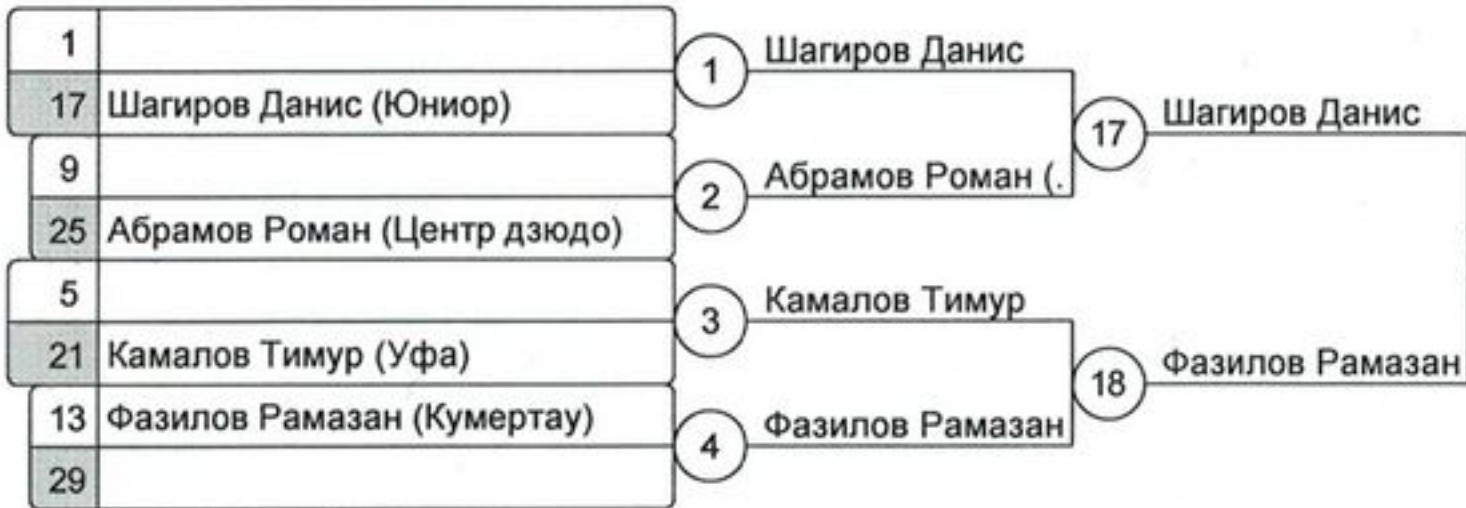 1
17 Шагиров Данис (Юниор)
9
25 Абрамов Роман (Центр дзюдо)
5
21 Камалов Тимур (Уфа)
13 Фазилов Рамазан (Кумертау)
29
1 Шагиров Данис
2 Абрамов Роман (.
3 Камалов Тимур
4 Фазилов Рамазан
17 Шагиров Данис
18 Фазилов Рамазан